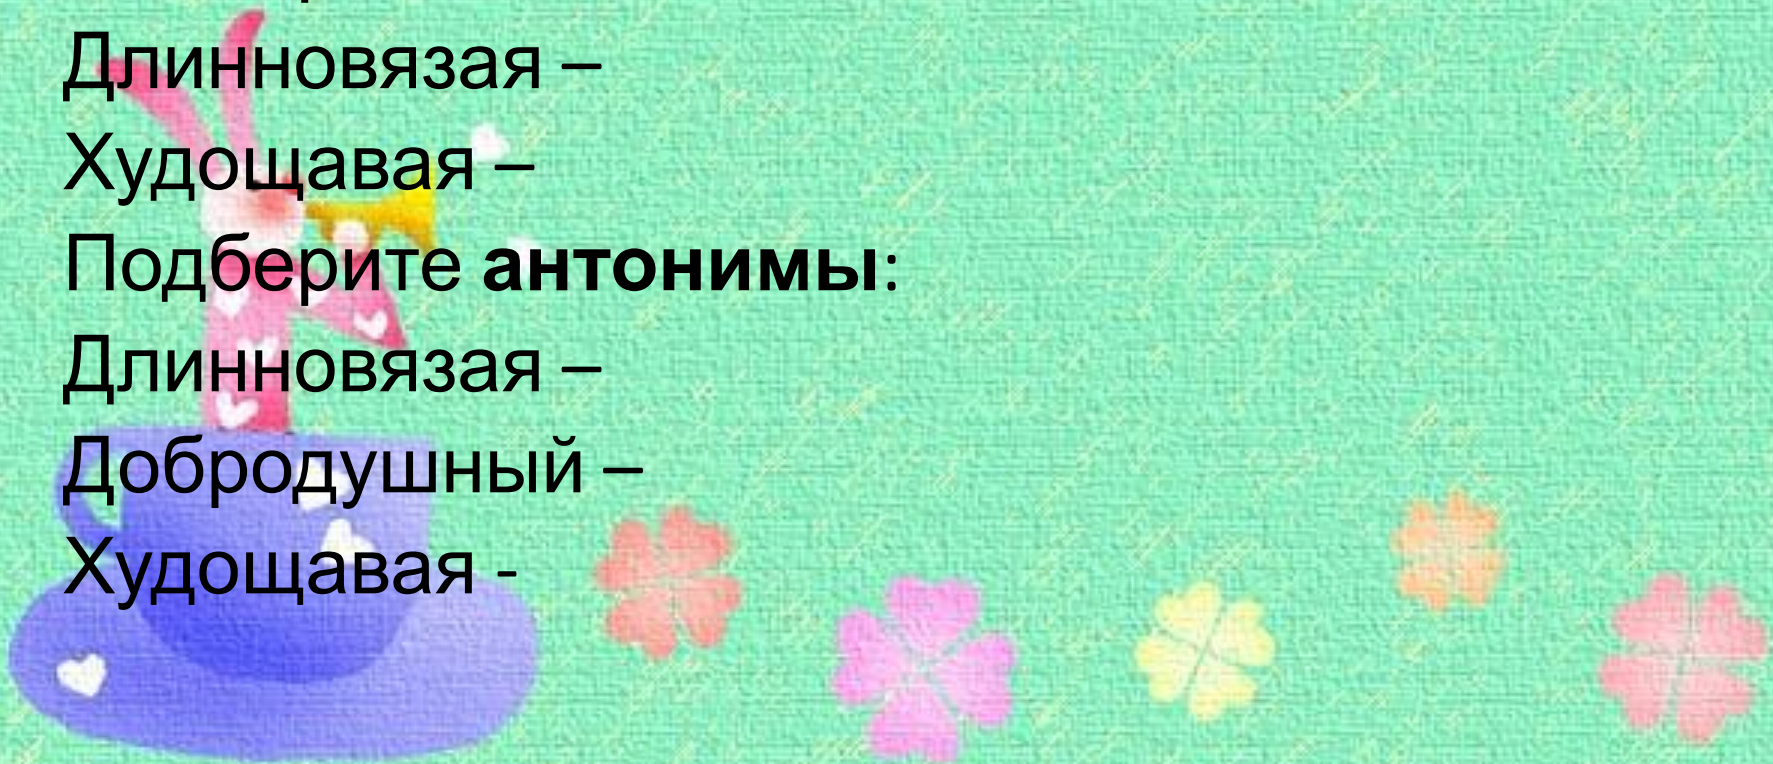 Длинновязая –
Худощавая –
Подберите антонимы:
Длинновязая –
Добродушный –
Худощавая -